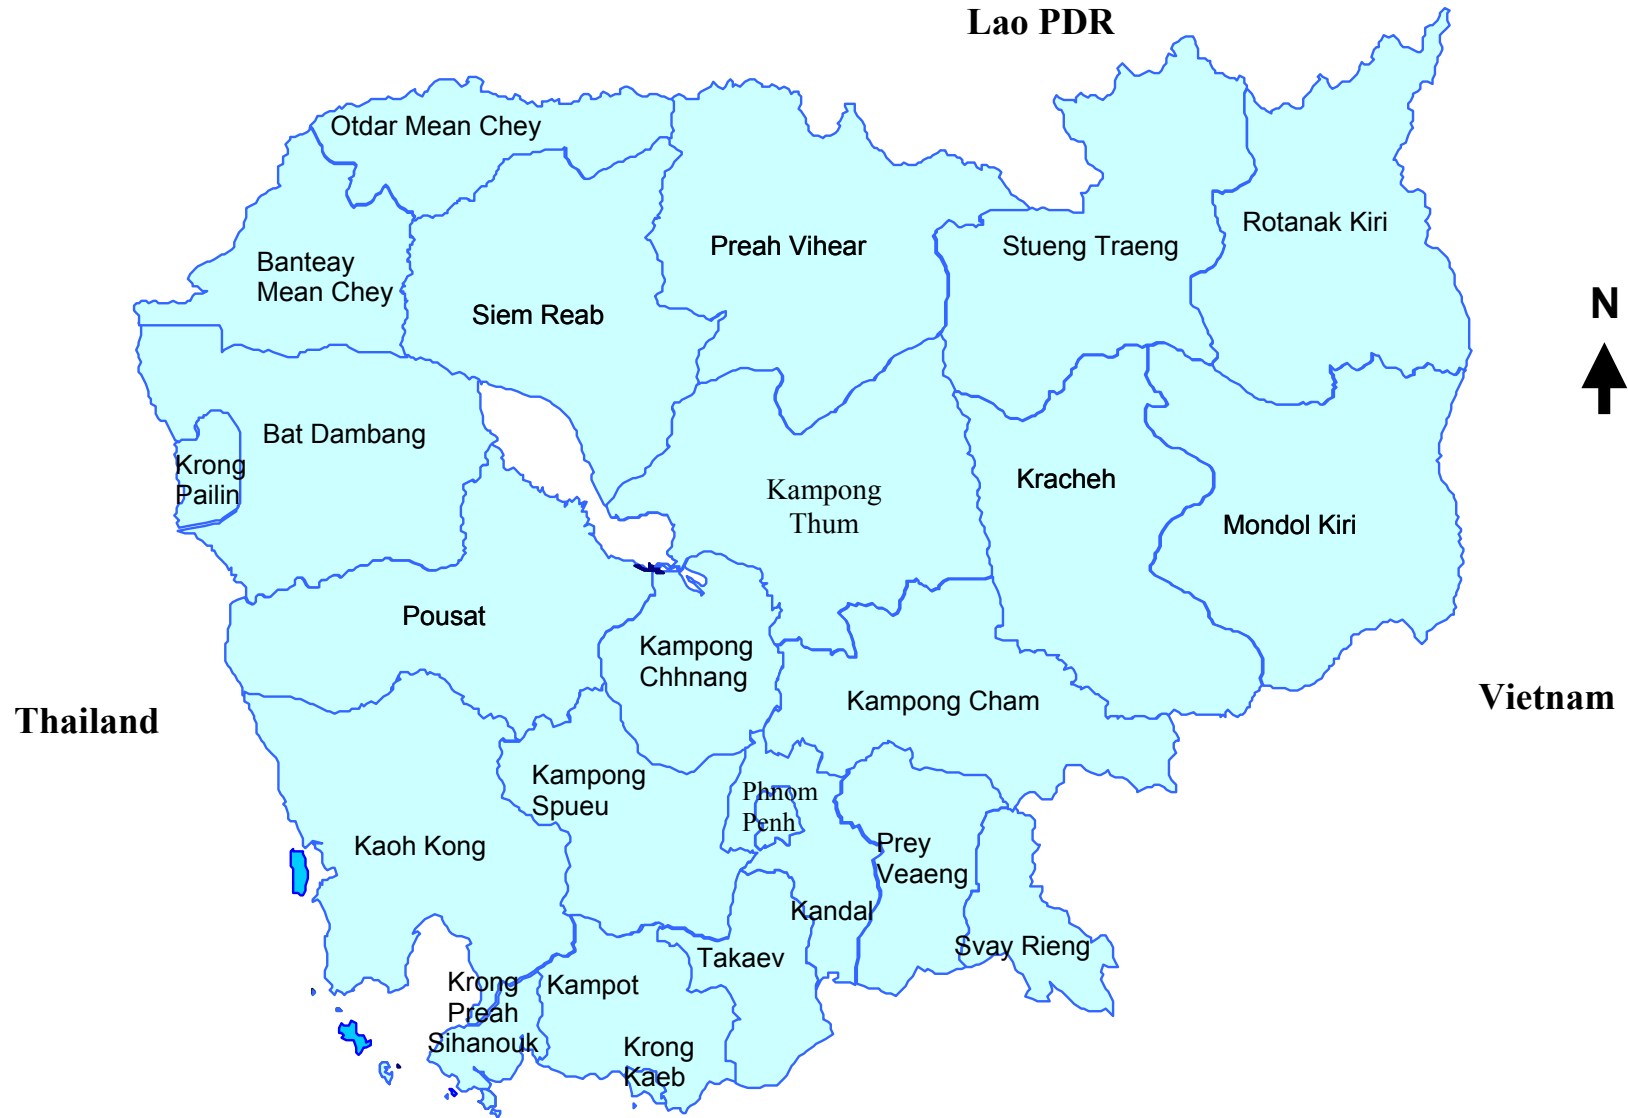 Lao PDR
Otdar Mean Chey
Rotanak Kiri
Preah Vihear
Stueng Traeng
Banteay
Mean Chey
N
Siem Reab
Bat Dambang
Krong
Pailin
Kampong
Thum
Kracheh
Mondol Kiri
Pousat
Kampong
Chhnang
Kampong Cham
Vietnam
Thailand
Kampong
Spueu
Phnom
Penh
Kaoh Kong
Prey
Veaeng
Kandal
Svay Rieng
Takaev
Krong
Preah
Sihanouk
Kampot
Krong
Kaeb